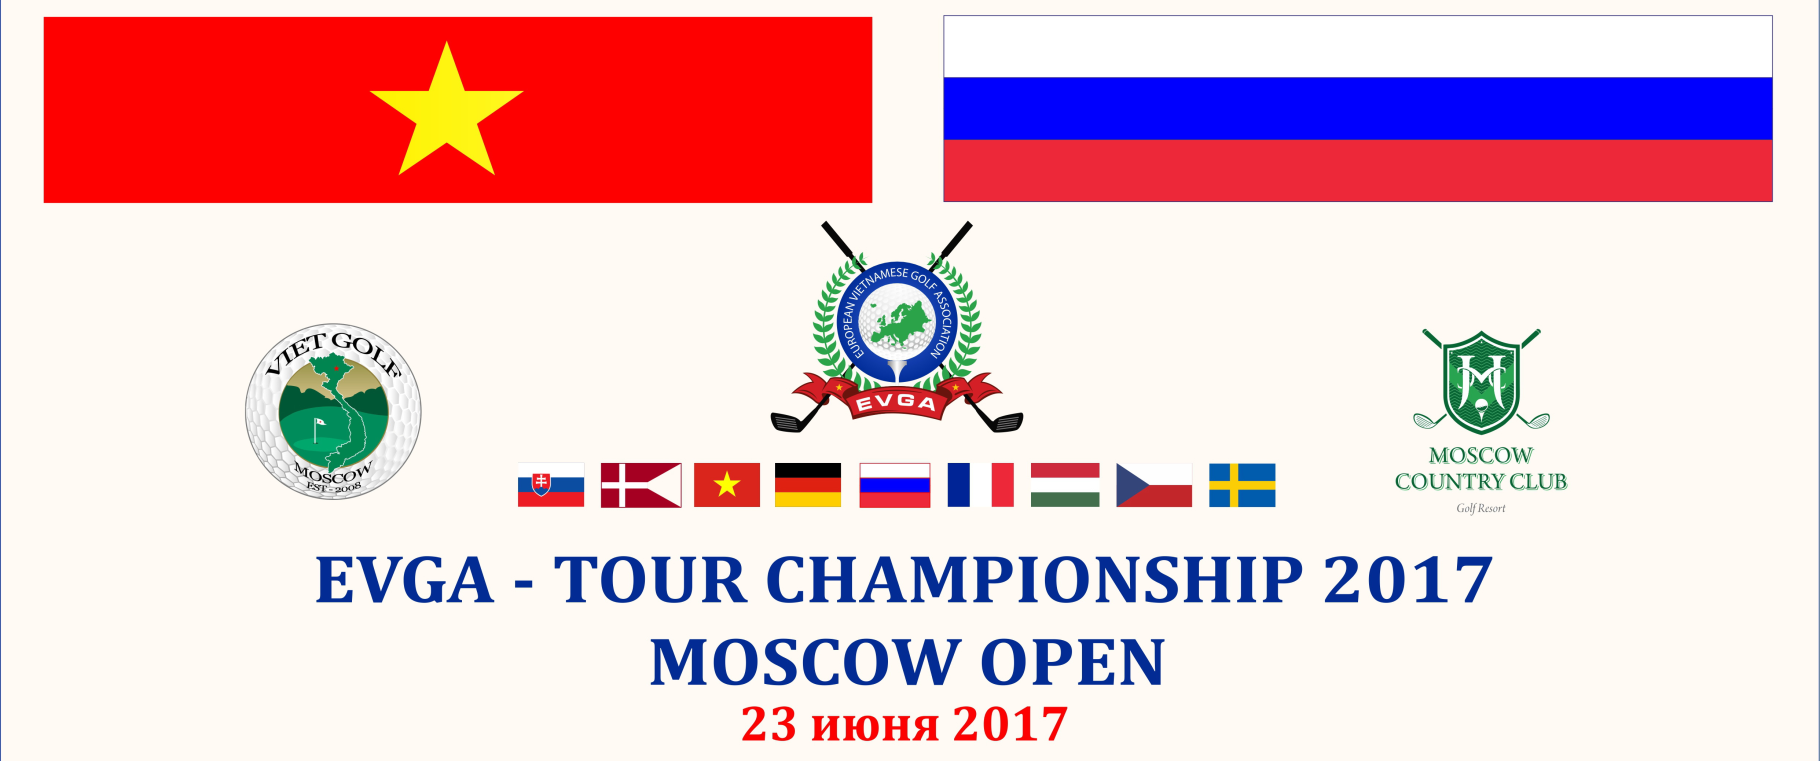 EUROPEAN VIETNAMESE GOLF ASSOCIATION
EVGA
VIET GOLF
MOSCOW
EST - 2008
MOSCOW
COUNTRY CLUB
Golf Resort
EVGA - TOUR CHAMPIONSHIP 2017
MOSCOW OPEN
23 июня 2017